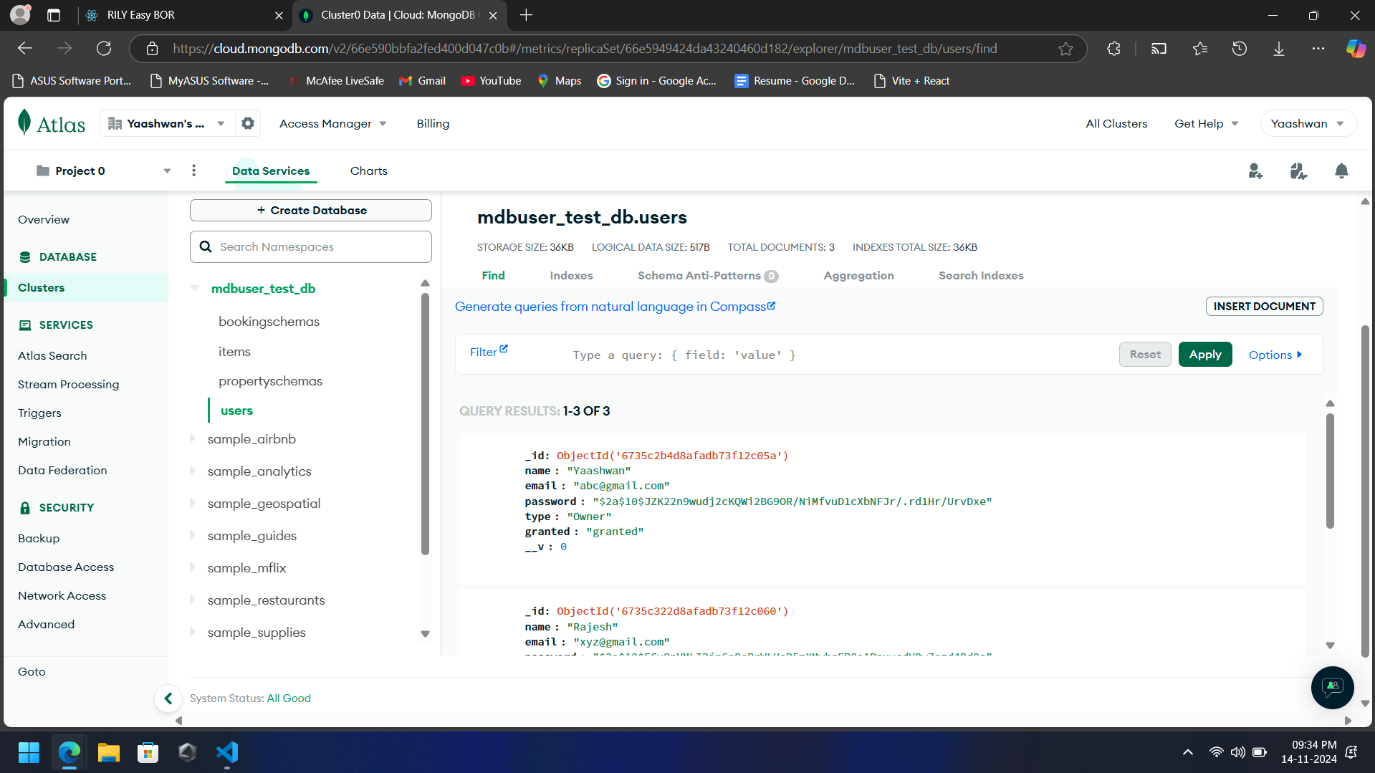 RILY Easy BOR
Cluster0 Data | Cloud: MongoDB
https://cloud.mongodb.com/v2/66e590bbfa2fed400d047c0b#/metrics/replicaSet/66e5949424da43240460d182/explorer/mdbuser_test_db/users/find
ASUS Software Port...
MyASUS Software -...
McAfee LiveSafe
Gmail
YouTube
Maps
Sign in - Google Ac...
Resume - Google D...
Vite + React
Atlas
Yaashwan's ...
Access Manager
Billing
All Clusters
Get Help
Yaashwan
Project 0
Data Services
Charts
Overview
DATABASE
Clusters
SERVICES
Atlas Search
Stream Processing
Triggers
Migration
Data Federation
SECURITY
Backup
Database Access
Network Access
Advanced
Goto
+ Create Database
Search Namespaces
mdbuser_test_db
bookingschemas
items
propertyschemas
users
sample_airbnb
sample_analytics
sample_geospatial
sample_guides
sample_mflix
sample_restaurants
sample_supplies
System Status: All Good
mdbuser_test_db.users
STORAGE SIZE: 36KB LOGICAL DATA SIZE: 517B TOTAL DOCUMENTS: 3 INDEXES TOTAL SIZE: 36KB
Find Indexes Schema Anti-Patterns 0 Aggregation Search Indexes
Generate queries from natural language in Compass
INSERT DOCUMENT
Filter
Type a query: { field: 'value' }
Reset
Apply
Options
QUERY RESULTS: 1-3 OF 3
_id: ObjectId('6735c2b4d8afadb73f12c05a')
name : "Yaashwan"
email : "abc@gmail.com"
password : "$2a$10$JZK22n9wudj2cKQWi2BG9OR/NiMfvuD1cXbNFJr/.rd1Hr/UrvDxe"
type : "Owner"
granted : "granted"
__v : 0
_id: ObjectId('6735c322d8afadb73f12c060')
name : "Rajesh"
email : "xyz@gmail.com"
09:34 PM
14-11-2024